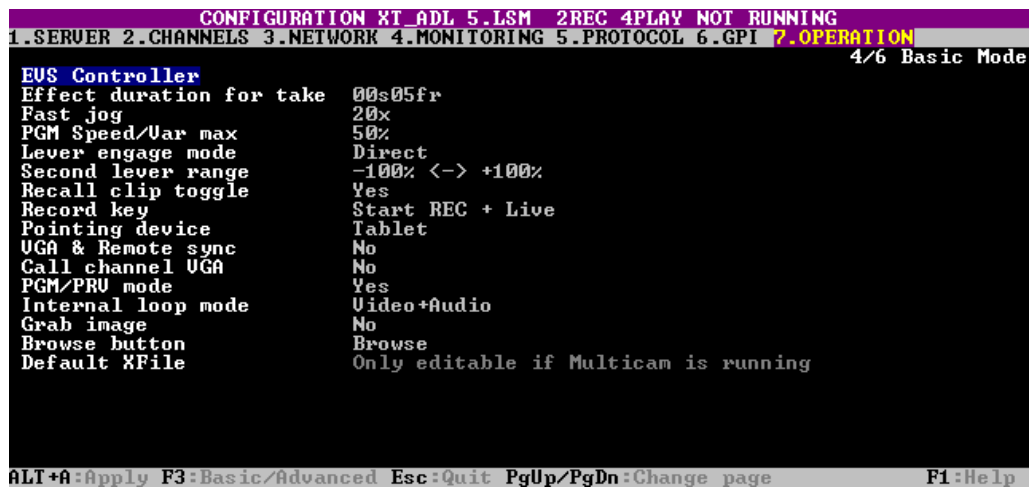 CONFIGURATION XT_ADL 5.LSM  2REC 4PLAY NOT RUNNING
1.SERVER 2.CHANNELS 3.NETWORK 4.MONITORING 5.PROTOCOL 6.GPI 7.OPERATION
4/6 Basic Mode
EVS Controller
Effect duration for take 00s05fr
Fast jog 20x
PGM Speed/Var max 50%
Lever engage mode Direct
Second lever range -100% <-> +100%
Recall clip toggle Yes
Record key Start REC + Live
Pointing device Tablet
VGA & Remote sync No
Call channel VGA No
PGM/PRV mode Yes
Internal loop mode Video+Audio
Grab image No
Browse button Browse
Default XFile Only editable if Multicam is running
ALT+A:Apply F3:Basic/Advanced Esc:Quit PgUp/PgDn:Change page F1:Help